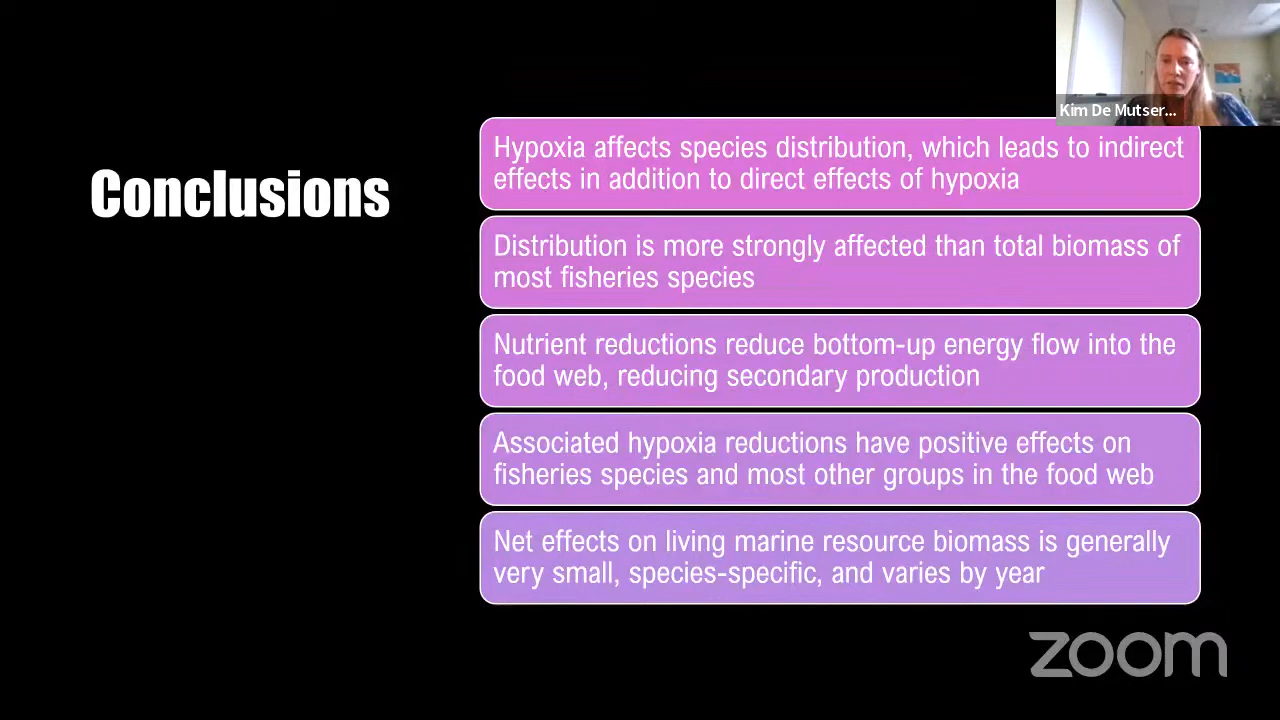 Kim De Mutser...
Conclusions
Hypoxia affects species distribution, which leads to indirect
effects in addition to direct effects of hypoxia
Distribution is more strongly affected than total biomass of
most fisheries species
Nutrient reductions reduce bottom-up energy flow into the
food web, reducing secondary production
Associated hypoxia reductions have positive effects on
fisheries species and most other groups in the food web
Net effects on living marine resource biomass is generally
very small, species-specific, and varies by year
zoom